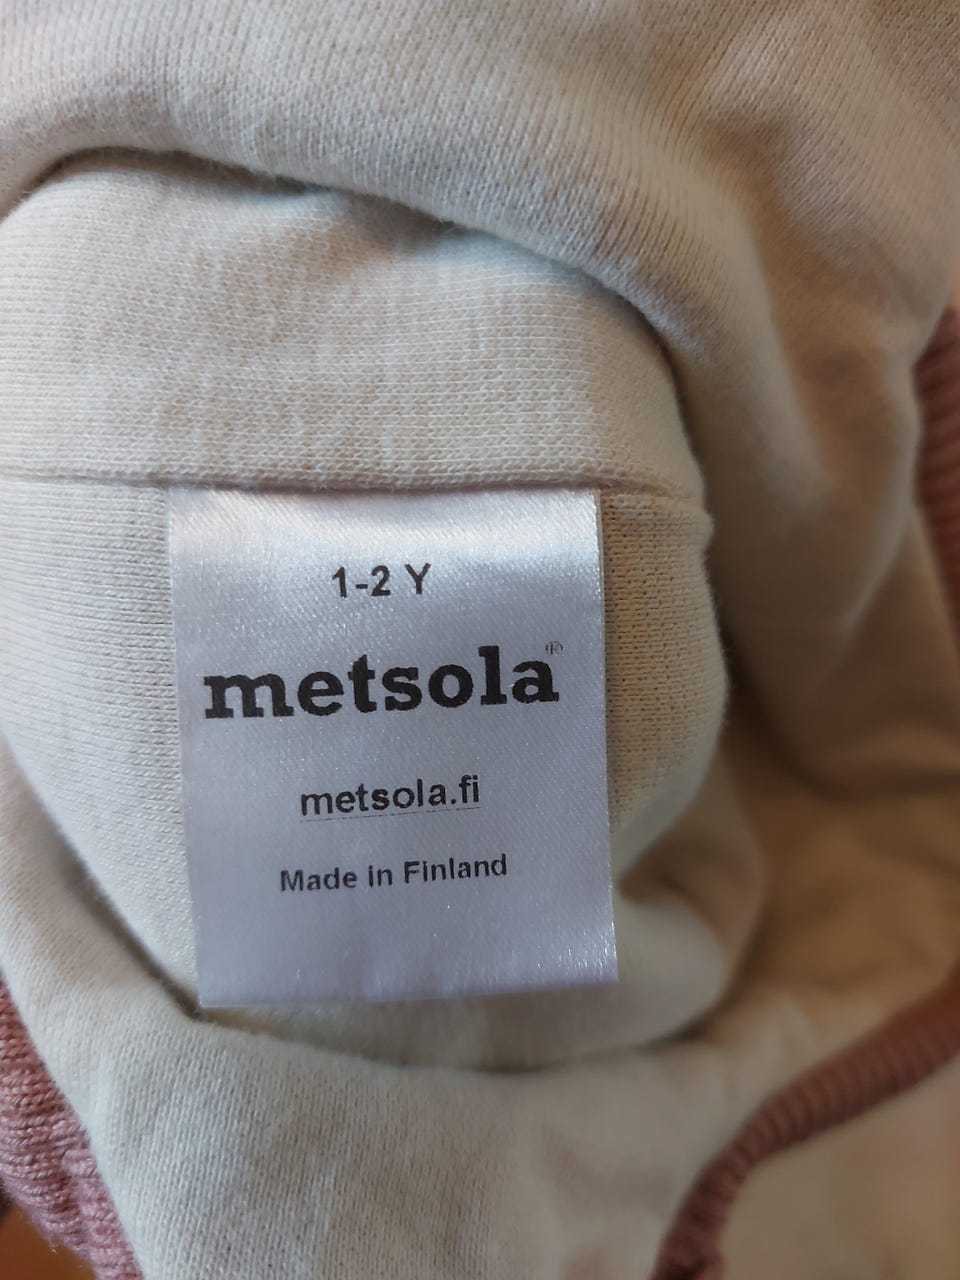 1-2 Y
metsola®
metsola.fi
Made in Finland